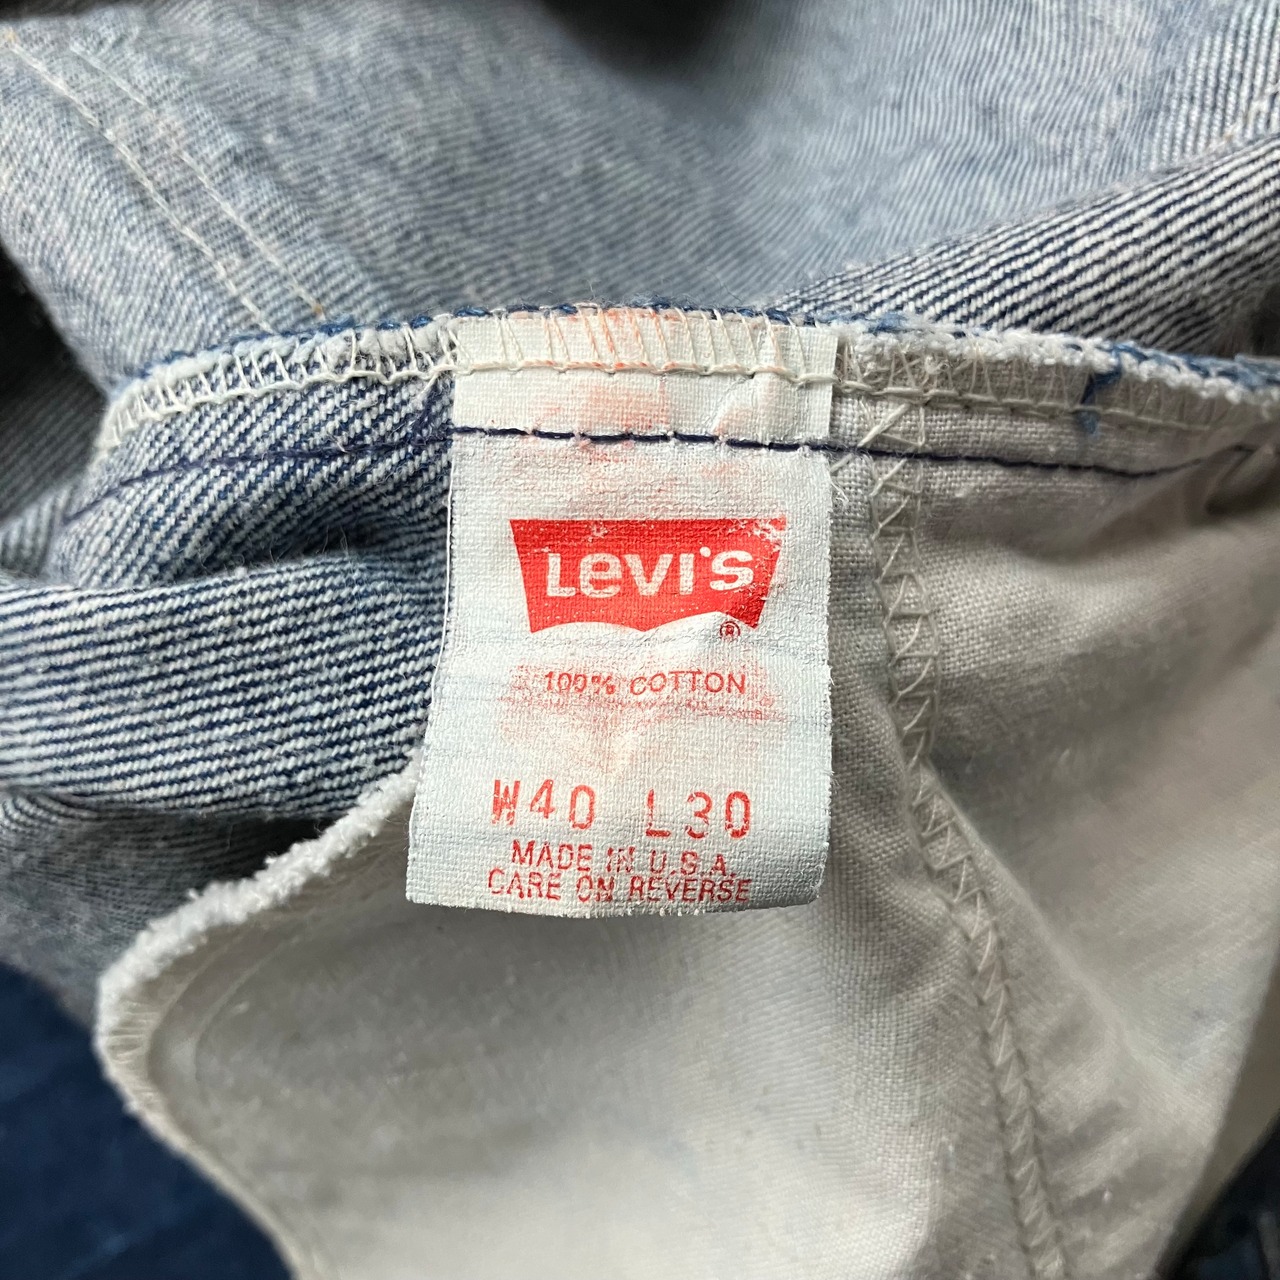 Levi's
®
100% COTTON
W40 L30
MADE IN U.S.A.
CARE ON REVERSE